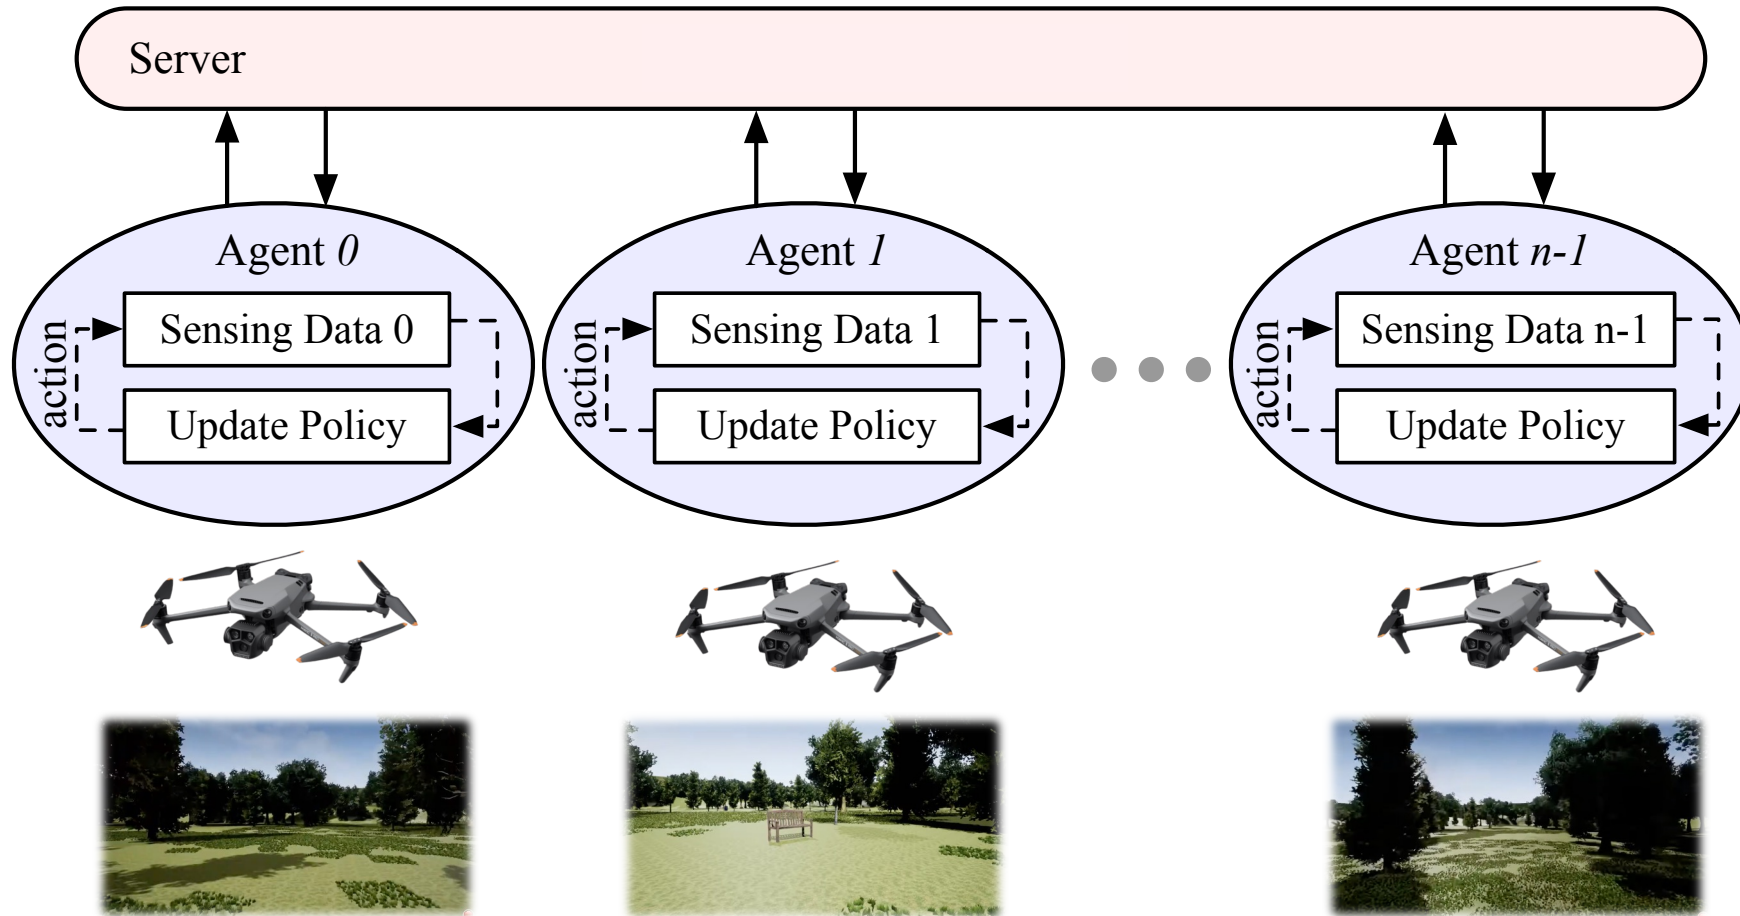 Server
Agent 0
Agent 1
Agent n-1
action
Sensing Data 0
Update Policy
action
Sensing Data 1
Update Policy
action
Sensing Data n-1
Update Policy